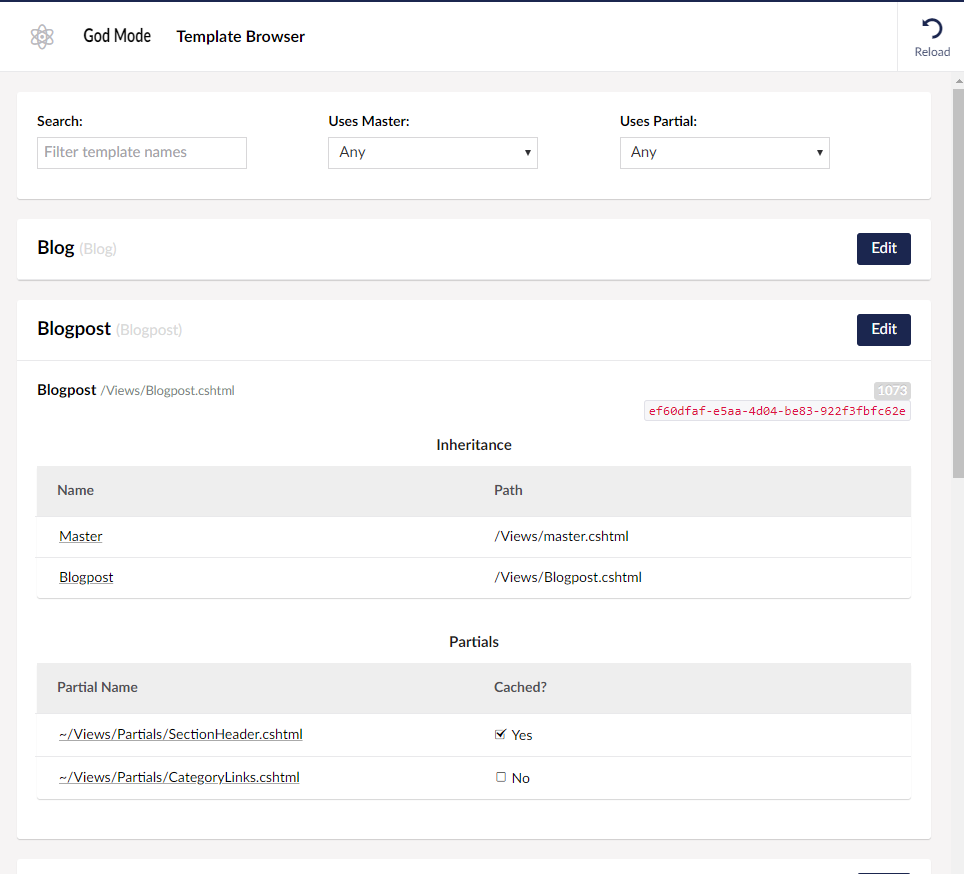 God Mode Template Browser
Reload
Search: Uses Master: Uses Partial:
Filter template names Any Any
Blog (Blog) Edit
Blogpost (Blogpost) Edit
Blogpost /Views/Blogpost.cshtml 1073
ef60dfaf-e5aa-4d04-be83-922f3fbfc62e
Inheritance
Name Path
Master /Views/master.cshtml
Blogpost /Views/Blogpost.cshtml
Partials
Partial Name Cached?
~/Views/Partials/SectionHeader.cshtml Yes
~/Views/Partials/CategoryLinks.cshtml No